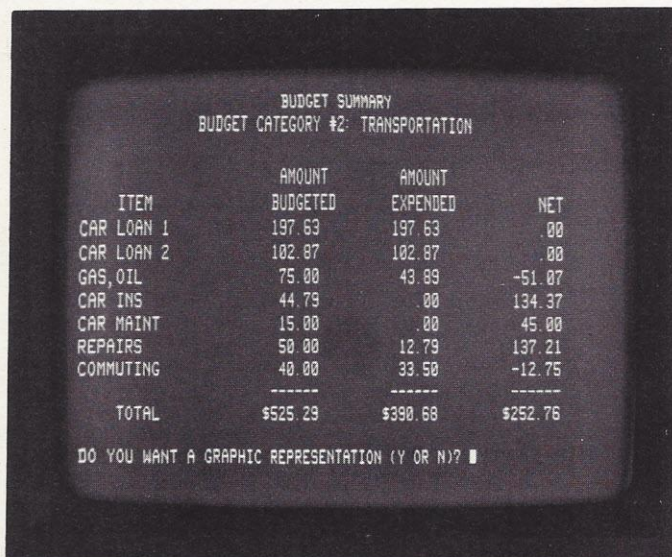 BUDGET SUMMARY
BUDGET CATEGORY #2: TRANSPORTATION
AMOUNT AMOUNT
ITEM BUDGETED EXPENDED NET
CAR LOAN 1 197.63 197.63 .00
CAR LOAN 2 102.87 102.87 .00
GAS,OIL 75.00 43.89 -51.07
CAR INS 44.79 .00 134.37
CAR MAINT 15.00 .00 45.00
REPAIRS 50.00 12.79 137.21
COMMUTING 40.00 33.50 -12.75
------ ------ ------
TOTAL $525.29 $390.68 $252.76
DO YOU WANT A GRAPHIC REPRESENTATION (Y OR N)?